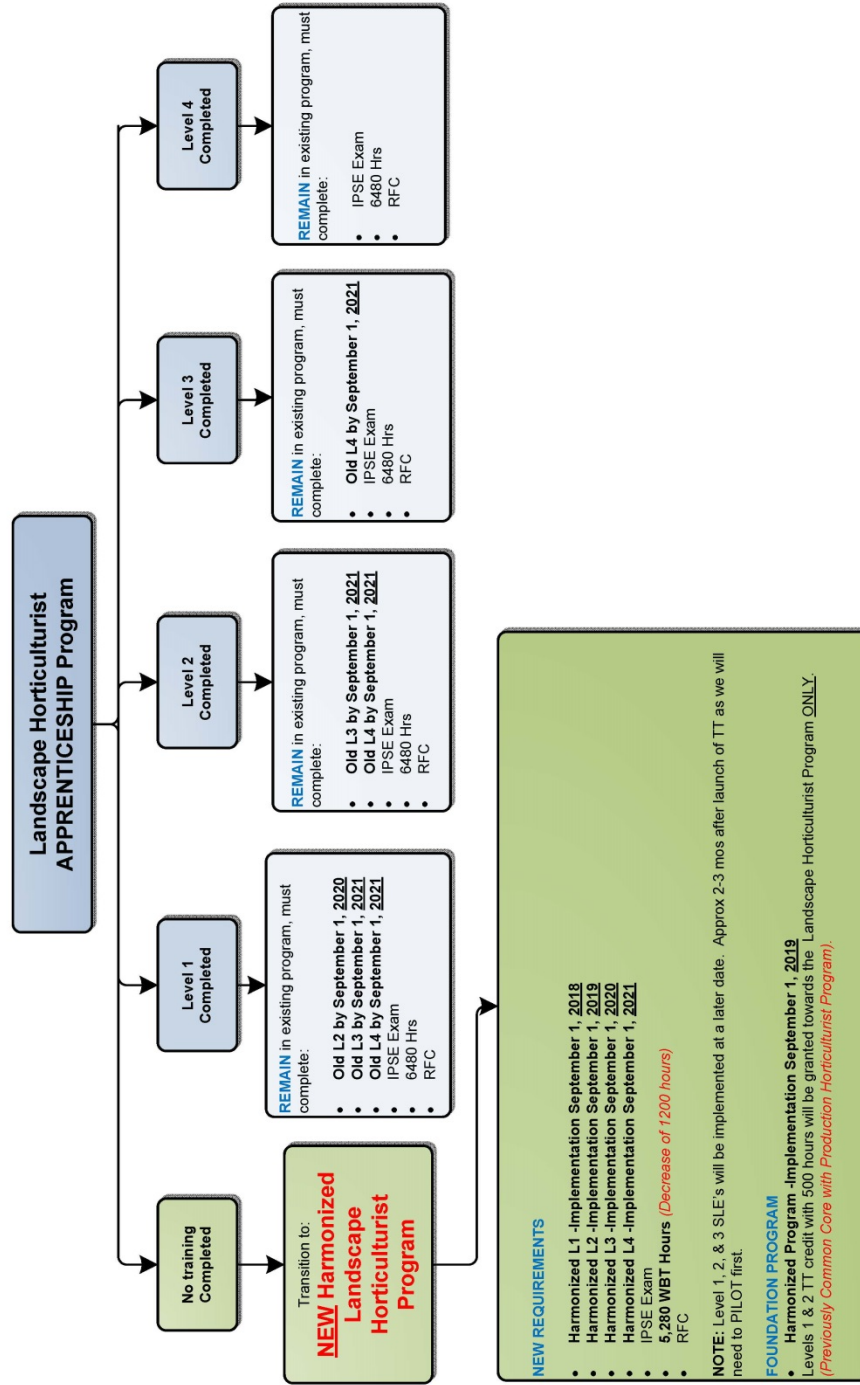 Landscape Horticulturist
APPRENTICESHIP Program
No training
Completed
Level 1
Completed
Level 2
Completed
Level 3
Completed
Level 4
Completed
Transition to:
NEW Harmonized
Landscape
Horticulturist
Program
REMAIN in existing program, must
complete:
• Old L2 by September 1, 2020
• Old L3 by September 1, 2021
• Old L4 by September 1, 2021
• IPSE Exam
• 6480 Hrs
• RFC
REMAIN in existing program, must
complete:
• Old L3 by September 1, 2021
• Old L4 by September 1, 2021
• IPSE Exam
• 6480 Hrs
• RFC
REMAIN in existing program, must
complete:
• Old L4 by September 1, 2021
• IPSE Exam
• 6480 Hrs
• RFC
REMAIN in existing program, must
complete:
• IPSE Exam
• 6480 Hrs
• RFC
NEW REQUIREMENTS
• Harmonized L1 -Implementation September 1, 2018
• Harmonized L2 -Implementation September 1, 2019
• Harmonized L3 -Implementation September 1, 2020
• Harmonized L4 -Implementation September 1, 2021
• IPSE Exam
• 5,280 WBT Hours (Decrease of 1200 hours)
• RFC
NOTE: Level 1, 2, & 3 SLE's will be implemented at a later date. Approx 2-3 mos after launch of TT as we will
need to PILOT first.
FOUNDATION PROGRAM
• Harmonized Program -Implementation September 1, 2019
Levels 1 & 2 TT credit with 500 hours will be granted towards the Landscape Horticulturist Program ONLY.
(Previously Common Core with Production Horticulturist Program).